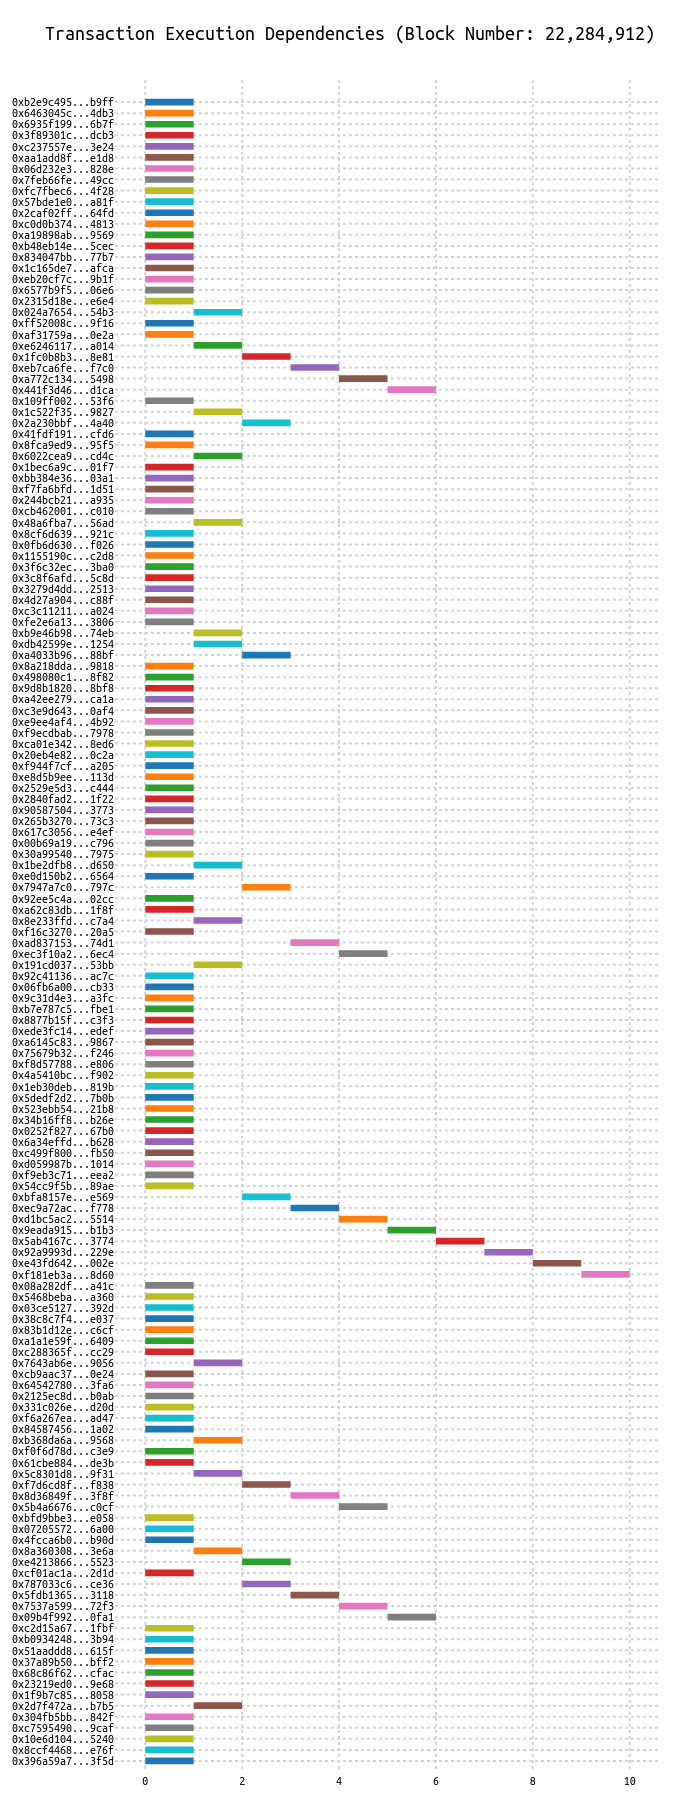 Transaction Execution Dependencies (Block Number: 22,284,912)
0xb2e9c495...b9ff
0x6463045c...4db3
0x6935f199...6b7f
0x3f89301c...dcb3
0xc237557e...3e24
0xaa1add8f...e1d8
0x06d232e3...828e
0x7feb66fe...49cc
0xfc7fbec6...4f28
0x57bde1e0...a81f
0x2caf02ff...64fd
0xc0d0b374...4813
0xa19898ab...9569
0xb48eb14e...5cec
0x834047bb...77b7
0x1c165de7...afca
0xeb20cf7c...9b1f
0x6577b9f5...06e6
0x2315d18e...e6e4
0x024a7654...54b3
0xff52008c...9f16
0xaf31759a...0e2a
0xe6246117...a014
0x1fc0b8b3...8e81
0xeb7ca6fe...f7c0
0xa772c134...5498
0x441f3d46...d1ca
0x109ff002...53f6
0x1c522f35...9827
0x2a230bbf...4a40
0x41fdf191...cfd6
0x8fca9ed9...95f5
0x6022cea9...cd4c
0x1bec6a9c...01f7
0xbb384e36...03a1
0xf7fa6bfd...1d51
0x244bcb21...a935
0xcb462001...c010
0x48a6fba7...56ad
0x8cf6d639...921c
0x0fb6d630...f026
0x1155190c...c2d8
0x3f6c32ec...3ba0
0x3c8f6afd...5c8d
0x3279d4dd...2513
0x4d27a904...c88f
0xc3c11211...a024
0xfe2e6a13...3806
0xb9e46b98...74eb
0xdb42599e...1254
0xa4033b96...88bf
0x8a218dda...9818
0x498080c1...8f82
0x9d8b1820...8bf8
0xa42ee279...ca1a
0xc3e9d643...0af4
0xe9ee4af4...4b92
0xf9ecdbab...7978
0xca01e342...8ed6
0x20eb4e82...0c2a
0xf944f7cf...a205
0xe8d5b9ee...113d
0x2529e5d3...c444
0x2840fad2...1f22
0x90587504...3773
0x265b3270...73c3
0x617c3056...e4ef
0x00b69a19...c796
0x30a99540...7975
0x1be2dfb8...d650
0xe0d150b2...6564
0x7947a7c0...797c
0x92ee5c4a...02cc
0xa62c83db...1f8f
0x8e233ffd...c7a4
0xf16c3270...20a5
0xad837153...74d1
0xec3f10a2...6ec4
0x191cd037...53bb
0x92c41136...ac7c
0x06fb6a00...cb33
0x9c31d4e3...a3fc
0xb7e787c5...fbe1
0x8877b15f...c3f3
0xede3fc14...edef
0xa6145c83...9867
0x75679b32...f246
0xf8d57788...e806
0x4a5410bc...f902
0x1eb30deb...819b
0x5dedf2d2...7b0b
0x523ebb54...21b8
0x34b16ff8...b26e
0x0252f827...67b0
0x6a34effd...b628
0xc499f800...fb50
0xd059987b...1014
0xf9eb3c71...eea2
0x54cc9f5b...89ae
0xbfa8157e...e569
0xec9a72ac...f778
0xd1bc5ac2...5514
0x9eada915...b1b3
0x5ab4167c...3774
0x92a9993d...229e
0xe43fd642...002e
0xf181eb3a...8d60
0x08a282df...a41c
0x5468beba...a360
0x03ce5127...392d
0x38c8c7f4...e037
0x83b1d12e...c6cf
0xa1a1e59f...6409
0xc288365f...cc29
0x7643ab6e...9056
0xcb9aac37...0e24
0x64542780...3fa6
0x2125ec8d...b0ab
0x331c026e...d20d
0xf6a267ea...ad47
0x84587456...1a02
0xb368da6a...9568
0xf0f6d78d...c3e9
0x61cbe884...de3b
0x5c8301d8...9f31
0xf7d6cd8f...f838
0x8d36849f...3f8f
0x5b4a6676...c0cf
0xbfd9bbe3...e058
0x07205572...6a00
0x4fcca6b0...b90d
0x8a360308...3e6a
0xe4213866...5523
0xcf01ac1a...2d1d
0x787033c6...ce36
0x5fdb1365...3118
0x7537a599...72f3
0x09b4f992...0fa1
0xc2d15a67...1fbf
0xb0934248...3b94
0x51aaddd8...615f
0x37a89b50...bff2
0x68c86f62...cfac
0x23219ed0...9e68
0x1f9b7c85...8058
0x2d7f472a...b7b5
0x304fb5bb...842f
0xc7595490...9caf
0x10e6d104...5240
0x8ccf4468...e76f
0x396a59a7...3f5d
0 2 4 6 8 10